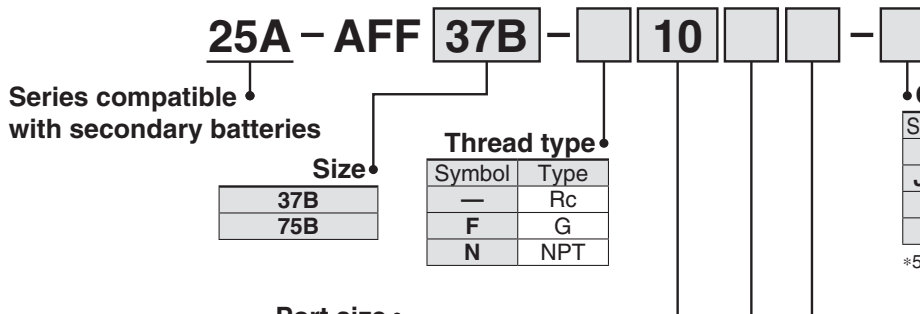 25A – AFF 37B – 10 –
Series compatible
with secondary batteries
Size
37B
75B
Thread type
Symbol Type
— Rc
F G
N NPT
Port size
J
∗5